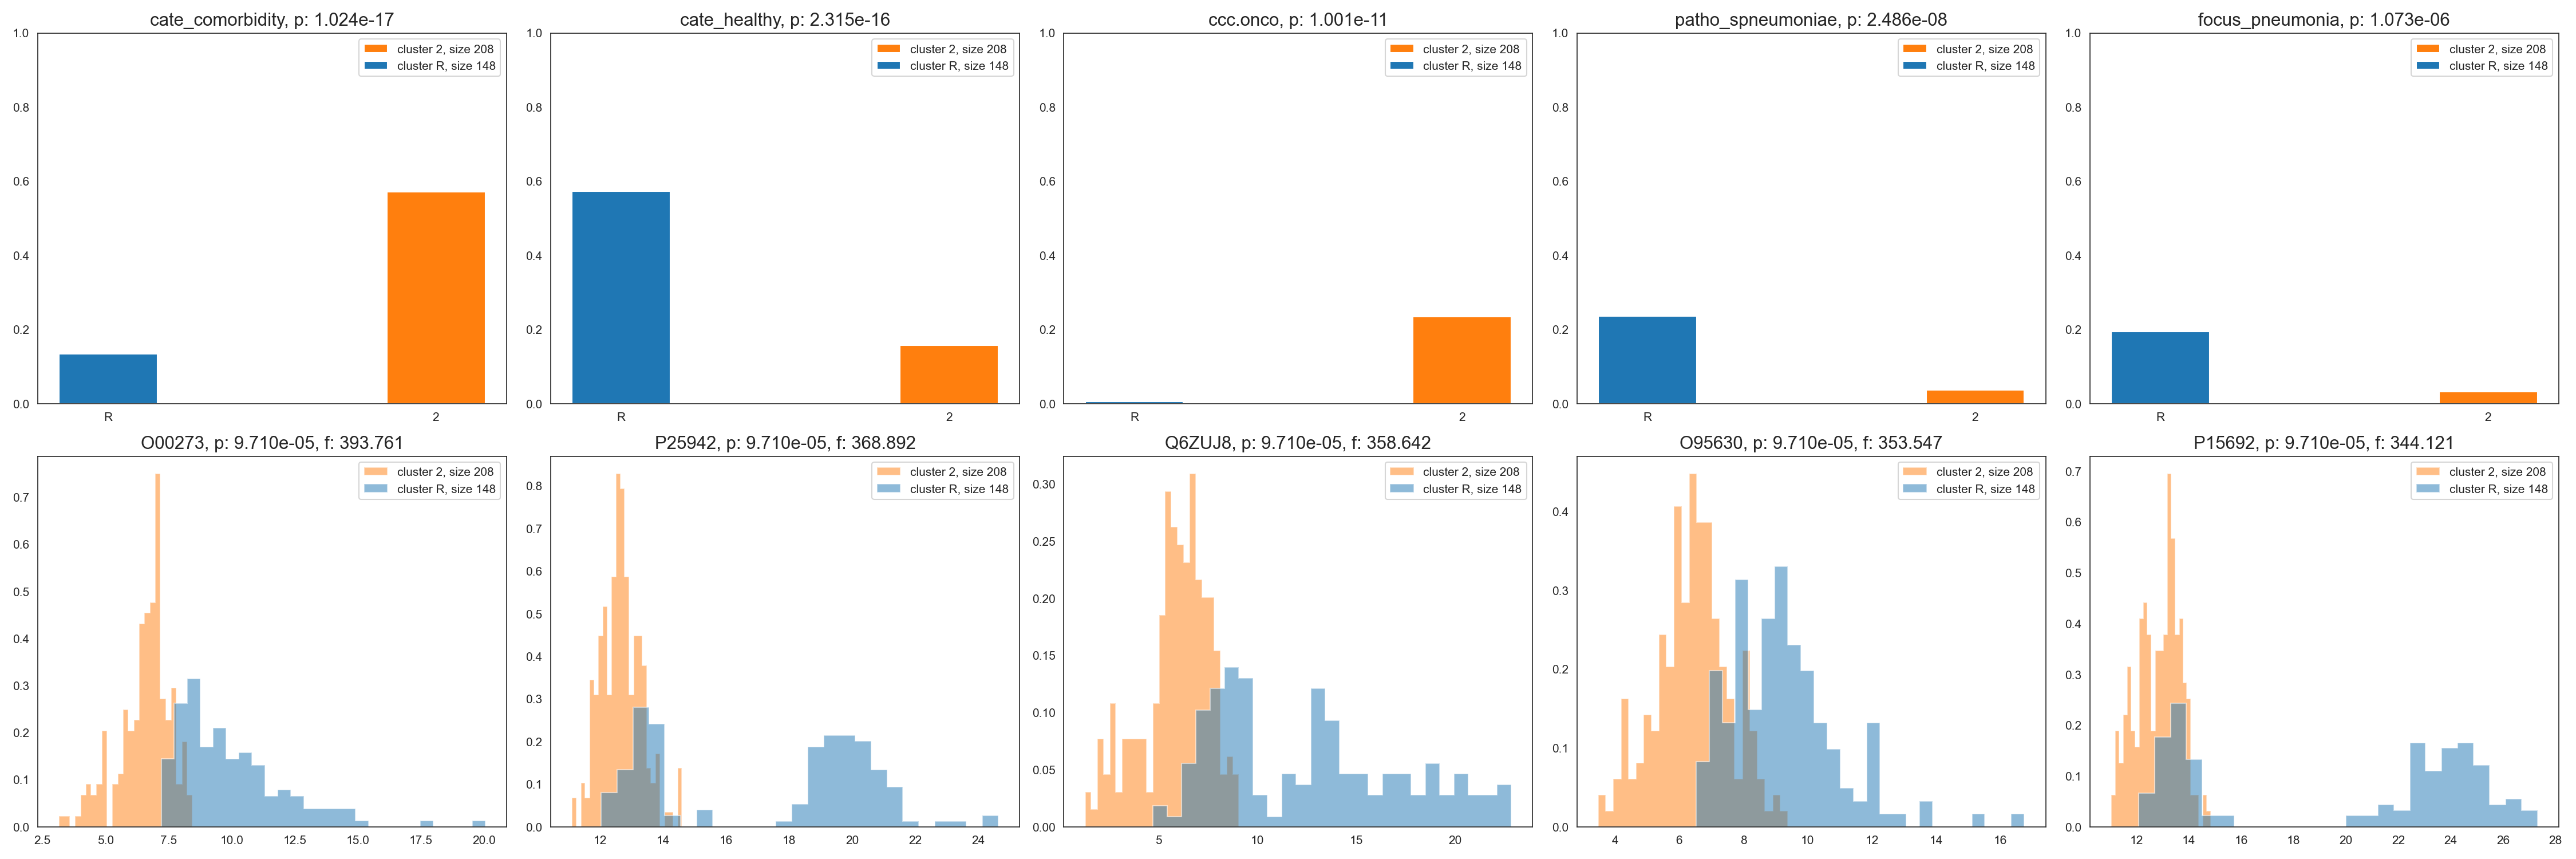 cate_comorbidity, p: 1.024e-17
1.0
0.8
0.6
0.4
0.2
0.0
cluster 2, size 208
cluster R, size 148
R
2
cate_healthy, p: 2.315e-16
1.0
0.8
0.6
0.4
0.2
0.0
cluster 2, size 208
cluster R, size 148
R
2
ccc.onco, p: 1.001e-11
1.0
0.8
0.6
0.4
0.2
0.0
cluster 2, size 208
cluster R, size 148
R
2
patho_spneumoniae, p: 2.486e-08
1.0
0.8
0.6
0.4
0.2
0.0
cluster 2, size 208
cluster R, size 148
R
2
focus_pneumonia, p: 1.073e-06
1.0
0.8
0.6
0.4
0.2
0.0
cluster 2, size 208
cluster R, size 148
R
2
O00273, p: 9.710e-05, f: 393.761
0.7
0.6
0.5
0.4
0.3
0.2
0.1
0.0
cluster 2, size 208
cluster R, size 148
2.5 5.0 7.5 10.0 12.5 15.0 17.5 20.0
P25942, p: 9.710e-05, f: 368.892
0.8
0.7
0.6
0.5
0.4
0.3
0.2
0.1
0.0
cluster 2, size 208
cluster R, size 148
12 14 16 18 20 22 24
Q6ZUJ8, p: 9.710e-05, f: 358.642
0.30
0.25
0.20
0.15
0.10
0.05
0.00
cluster 2, size 208
cluster R, size 148
5 10 15 20
O95630, p: 9.710e-05, f: 353.547
0.4
0.3
0.2
0.1
0.0
cluster 2, size 208
cluster R, size 148
4 6 8 10 12 14 16
P15692, p: 9.710e-05, f: 344.121
0.7
0.6
0.5
0.4
0.3
0.2
0.1
0.0
cluster 2, size 208
cluster R, size 148
12 14 16 18 20 22 24 26 28